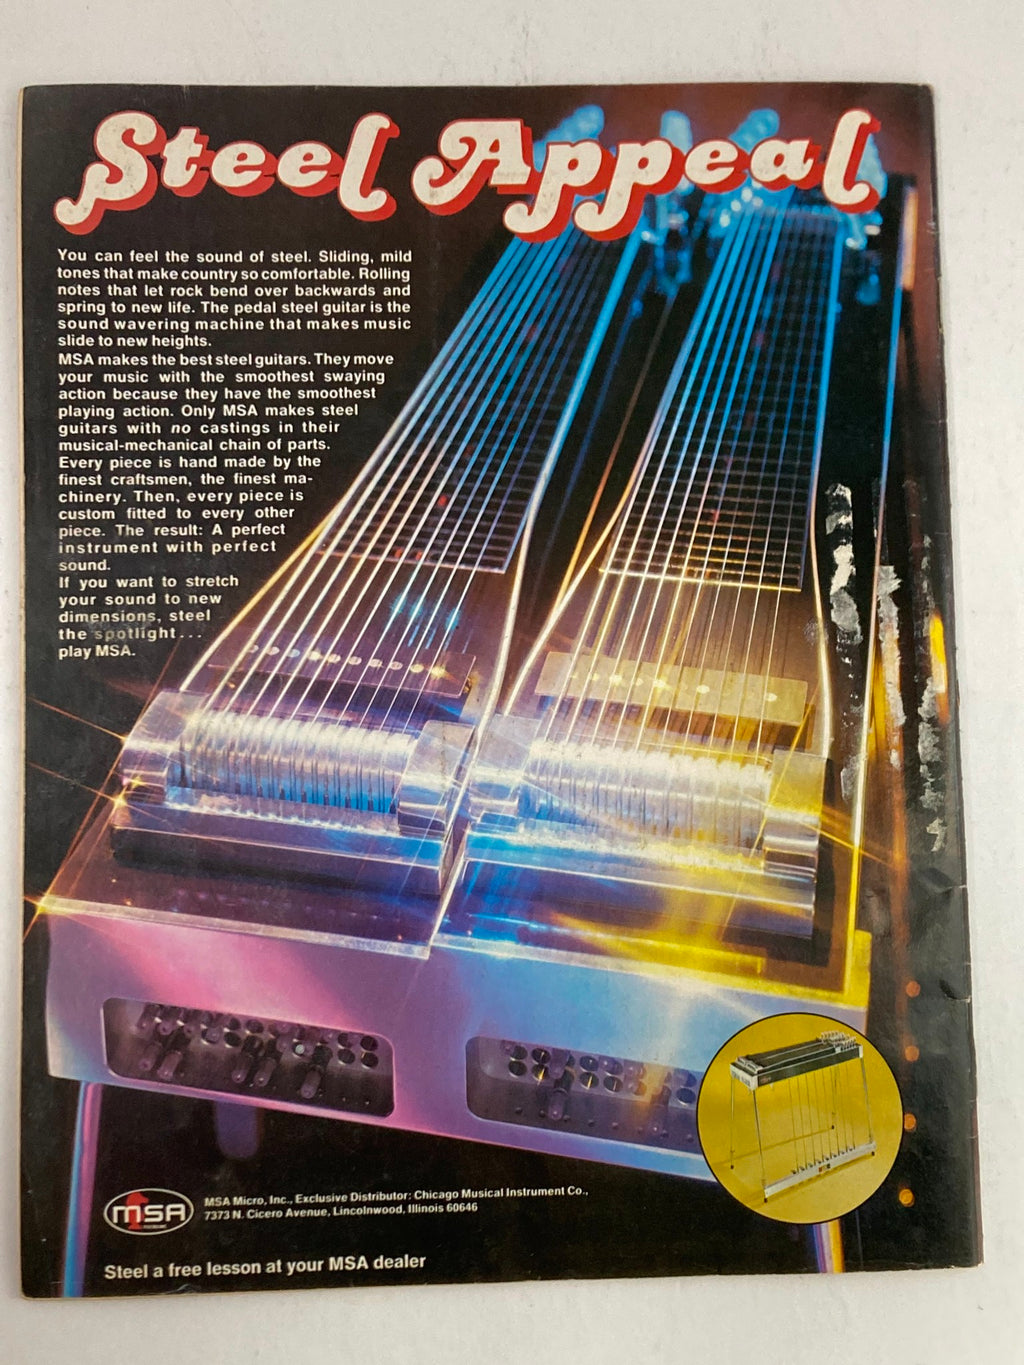 Steel Appeal
You can feel the sound of steel. Sliding, mild
tones that make country so comfortable. Rolling
notes that let rock bend over backwards and
spring to new life. The pedal steel guitar is the
sound wavering machine that makes music
slide to new heights.
MSA makes the best steel guitars. They move
your music with the smoothest swaying
action because they have the smoothest
playing action. Only MSA makes steel
guitars with no castings in their
musical-mechanical chain of parts.
Every piece is hand made by the
finest craftsmen, the finest ma-
chinery. Then, every piece is
custom fitted to every other
piece. The result: A perfect
instrument with perfect
sound.
If you want to stretch
your sound to new
dimensions, steel
the spotlight...
play MSA.
MSA
MSA Micro, Inc., Exclusive Distributor: Chicago Musical Instrument Co.,
7373 N. Cicero Avenue, Lincolnwood, Illinois 60646
Steel a free lesson at your MSA dealer